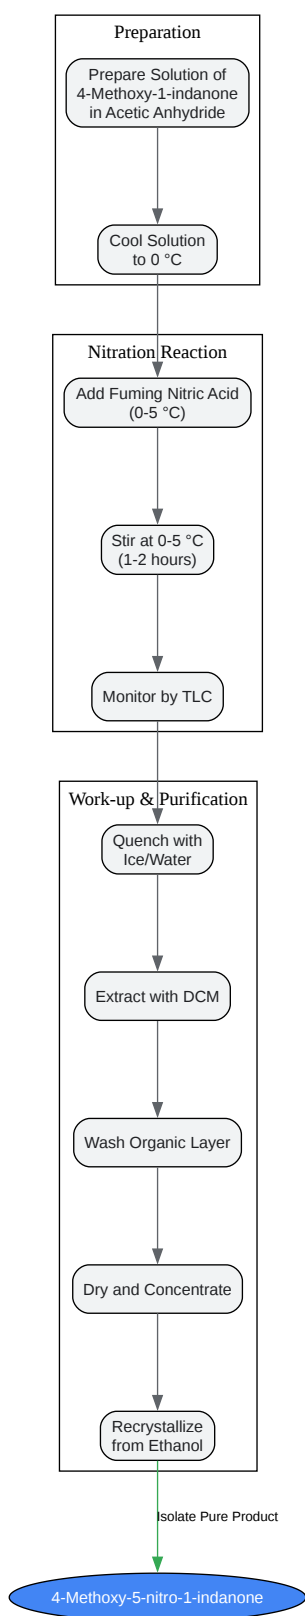 Preparation
Prepare Solution of
4-Methoxy-1-indanone
in Acetic Anhydride
Cool Solution
to 0 °C
Nitration Reaction
Add Fuming Nitric Acid
(0-5 °C)
Stir at 0-5 °C
(1-2 hours)
Monitor by TLC
Work-up & Purification
Quench with
Ice/Water
Extract with DCM
Wash Organic Layer
Dry and Concentrate
Recrystallize
from Ethanol
Isolate Pure Product
4-Methoxy-5-nitro-1-indanone